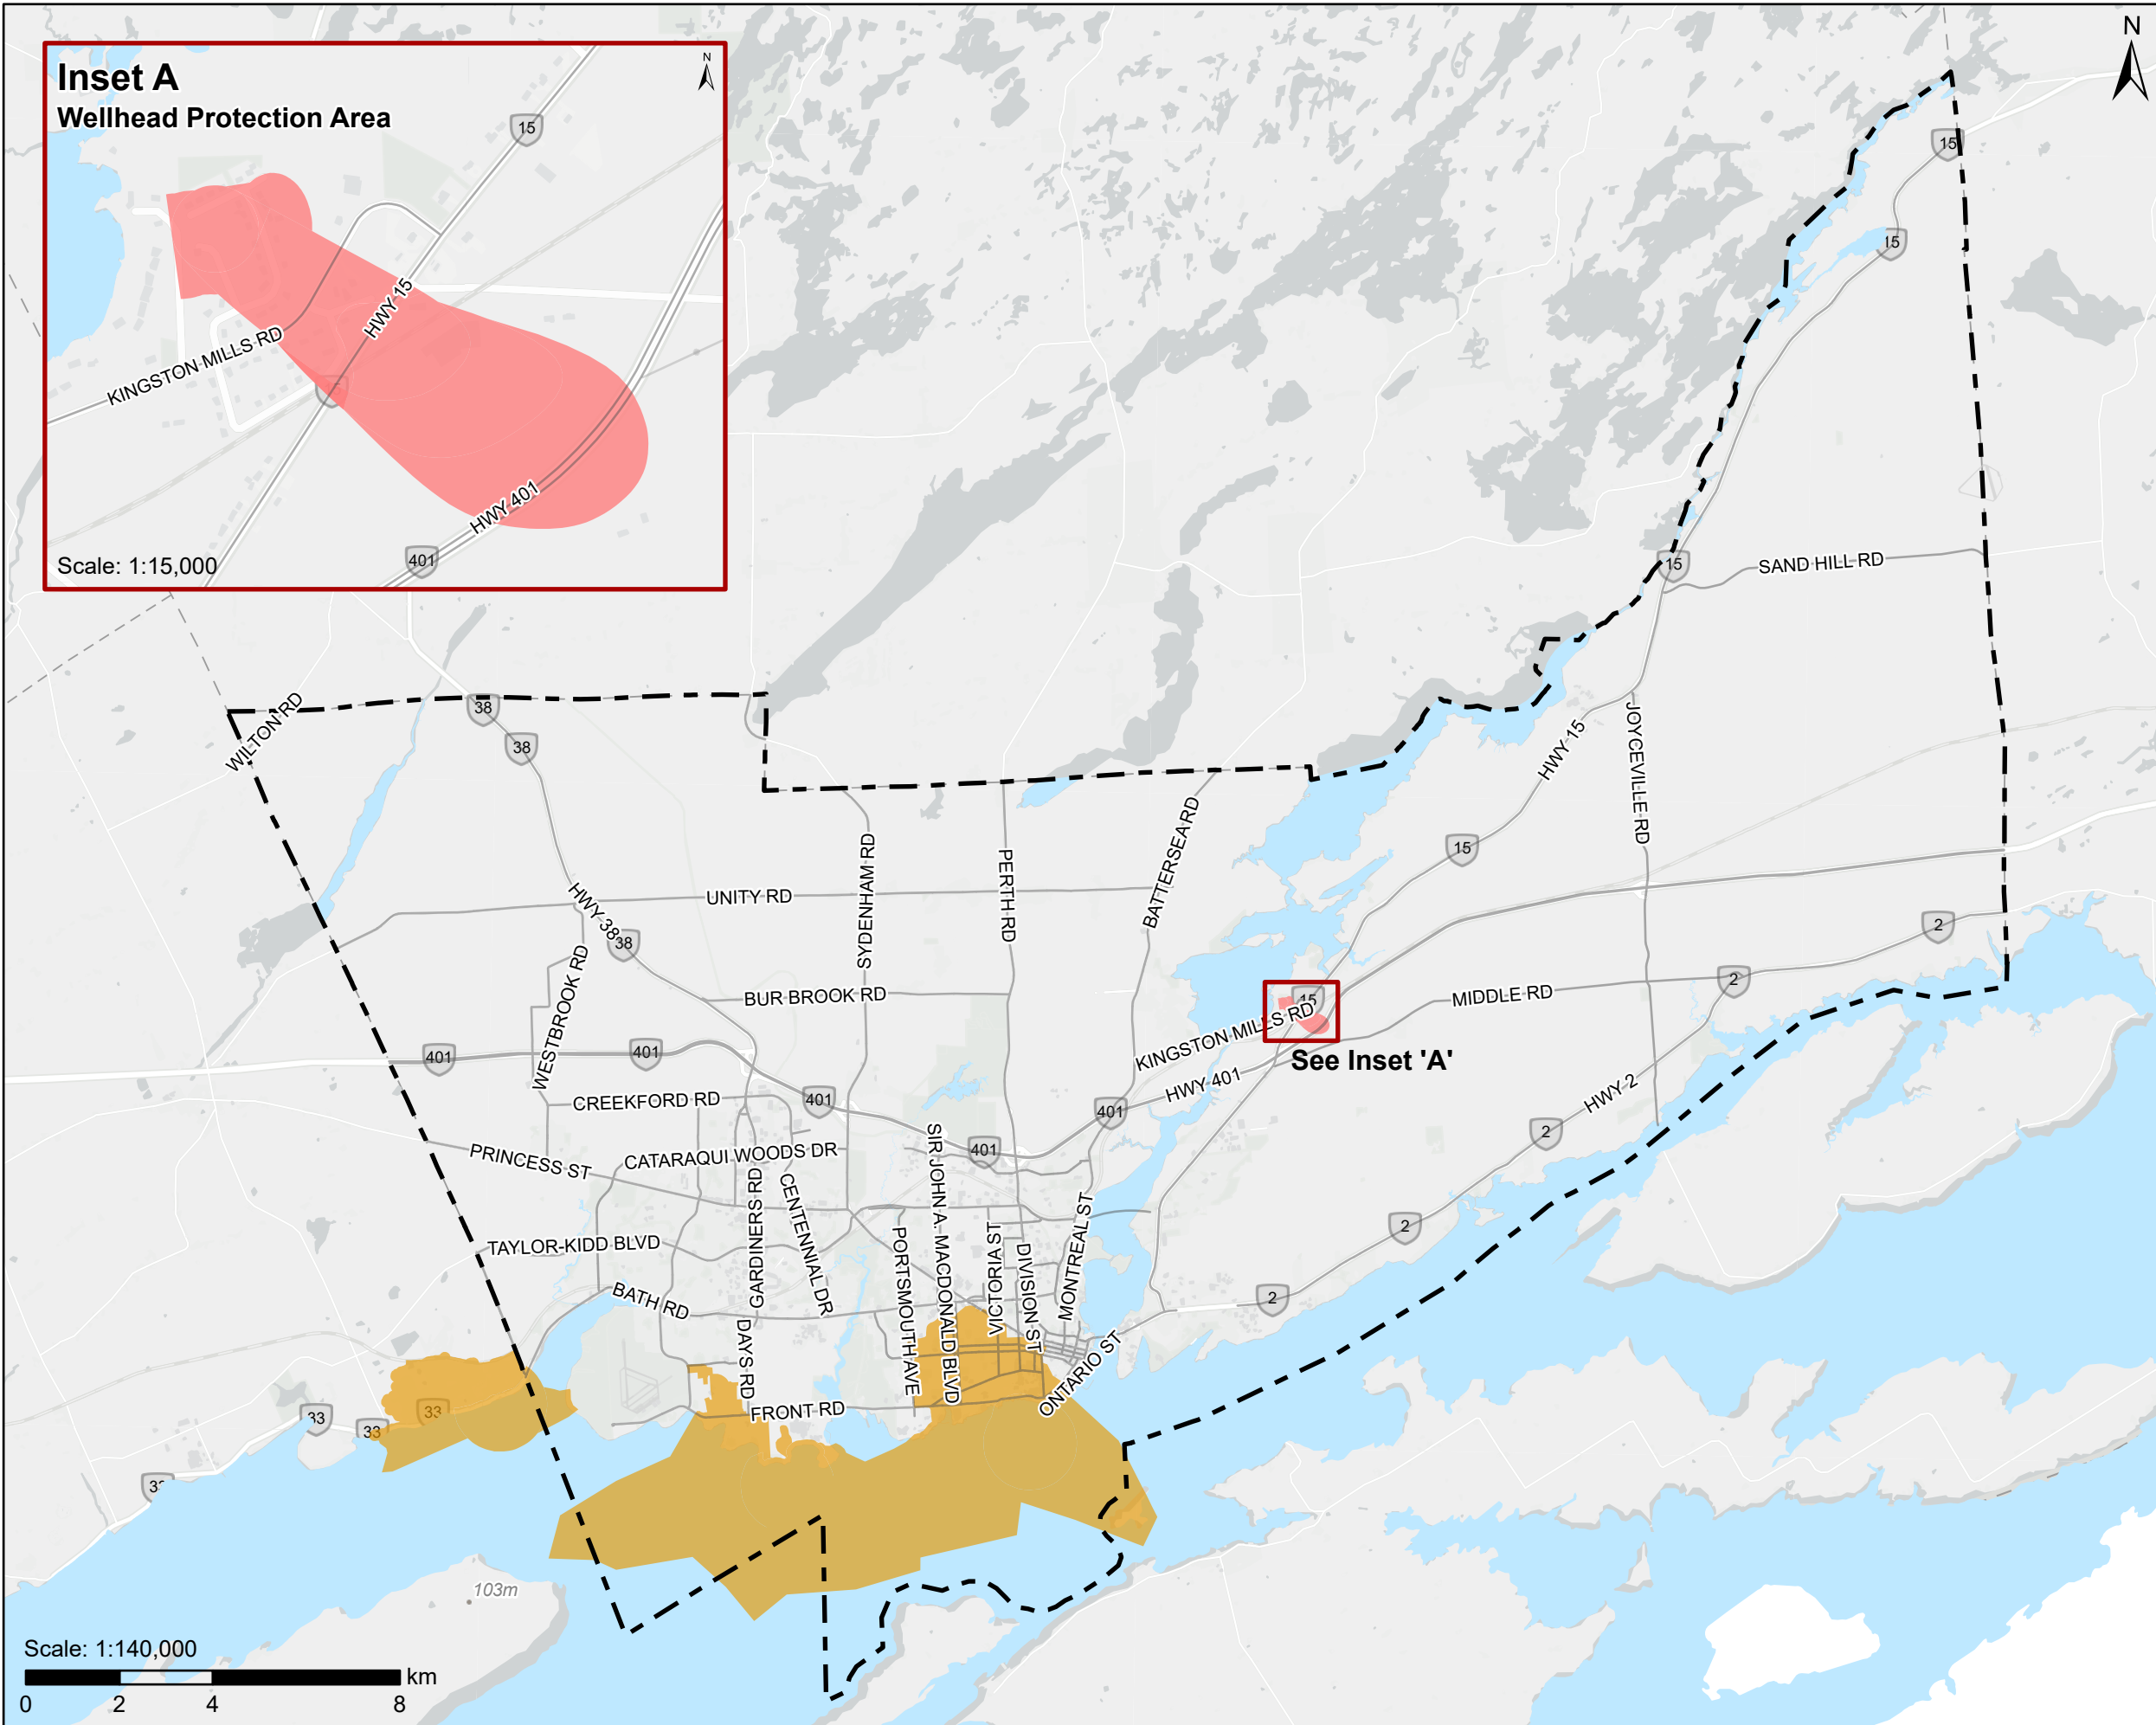 Inset A
Wellhead Protection Area
N
15
HWY 15
KINGSTON MILLS RD
HWY 401
401
Scale: 1:15,000
N
15
15
15
SAND HILL RD
WILTON RD
38
38
HWY 15
JOYCEVILLE RD
15
BATTERSEA RD
SYDENHAM RD
PERTH RD
UNITY RD
HWY 38
38
2
WESTBROOK RD
BUR BROOK RD
MIDDLE RD
2
15
KINGSTON MILLS RD
See Inset 'A'
401
401
HWY 401
CREEKFORD RD
401
401
HWY 2
2
SIR JOHN A. MACDONALD BLVD
401
PRINCESS ST
CATARAQUI WOODS DR
GARDINERS RD
CENTENNIAL DR
MONTREAL ST
2
TAYLOR-KIDD BLVD
PORTSMOUTH AVE
VICTORIA ST
DIVISION ST
BATH RD
2
DAYS RD
ONTARIO ST
FRONT RD
33
33
33
33
103m
Scale: 1:140,000
km
0 2 4 8